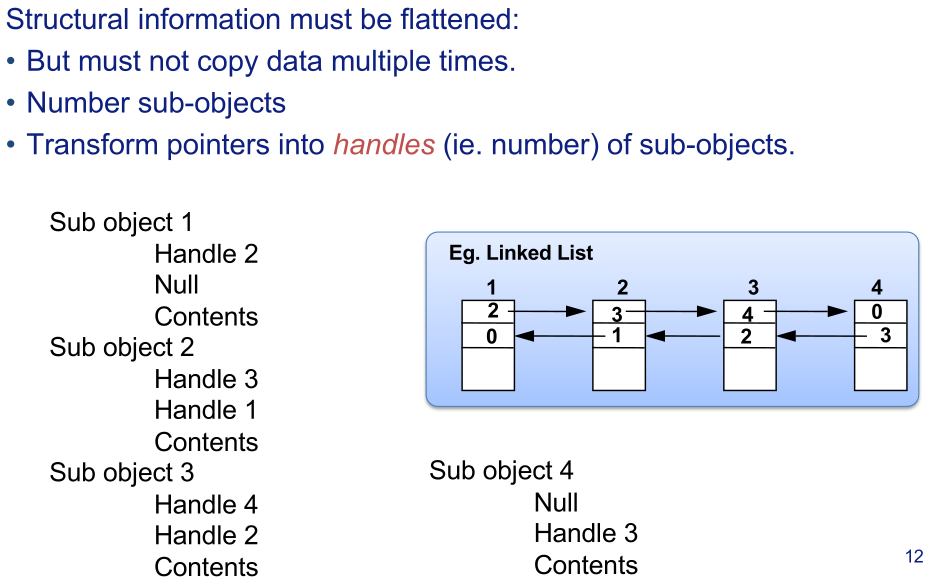 Structural information must be flattened:
• But must not copy data multiple times.
• Number sub-objects
• Transform pointers into handles (ie. number) of sub-objects.
Sub object 1
Handle 2
Null
Contents
Sub object 2
Handle 3
Handle 1
Contents
Sub object 3
Handle 4
Handle 2
Contents
Eg. Linked List
1 2 3 4
2 3 4 0
0 1 2 3
Sub object 4
Null
Handle 3
Contents
12